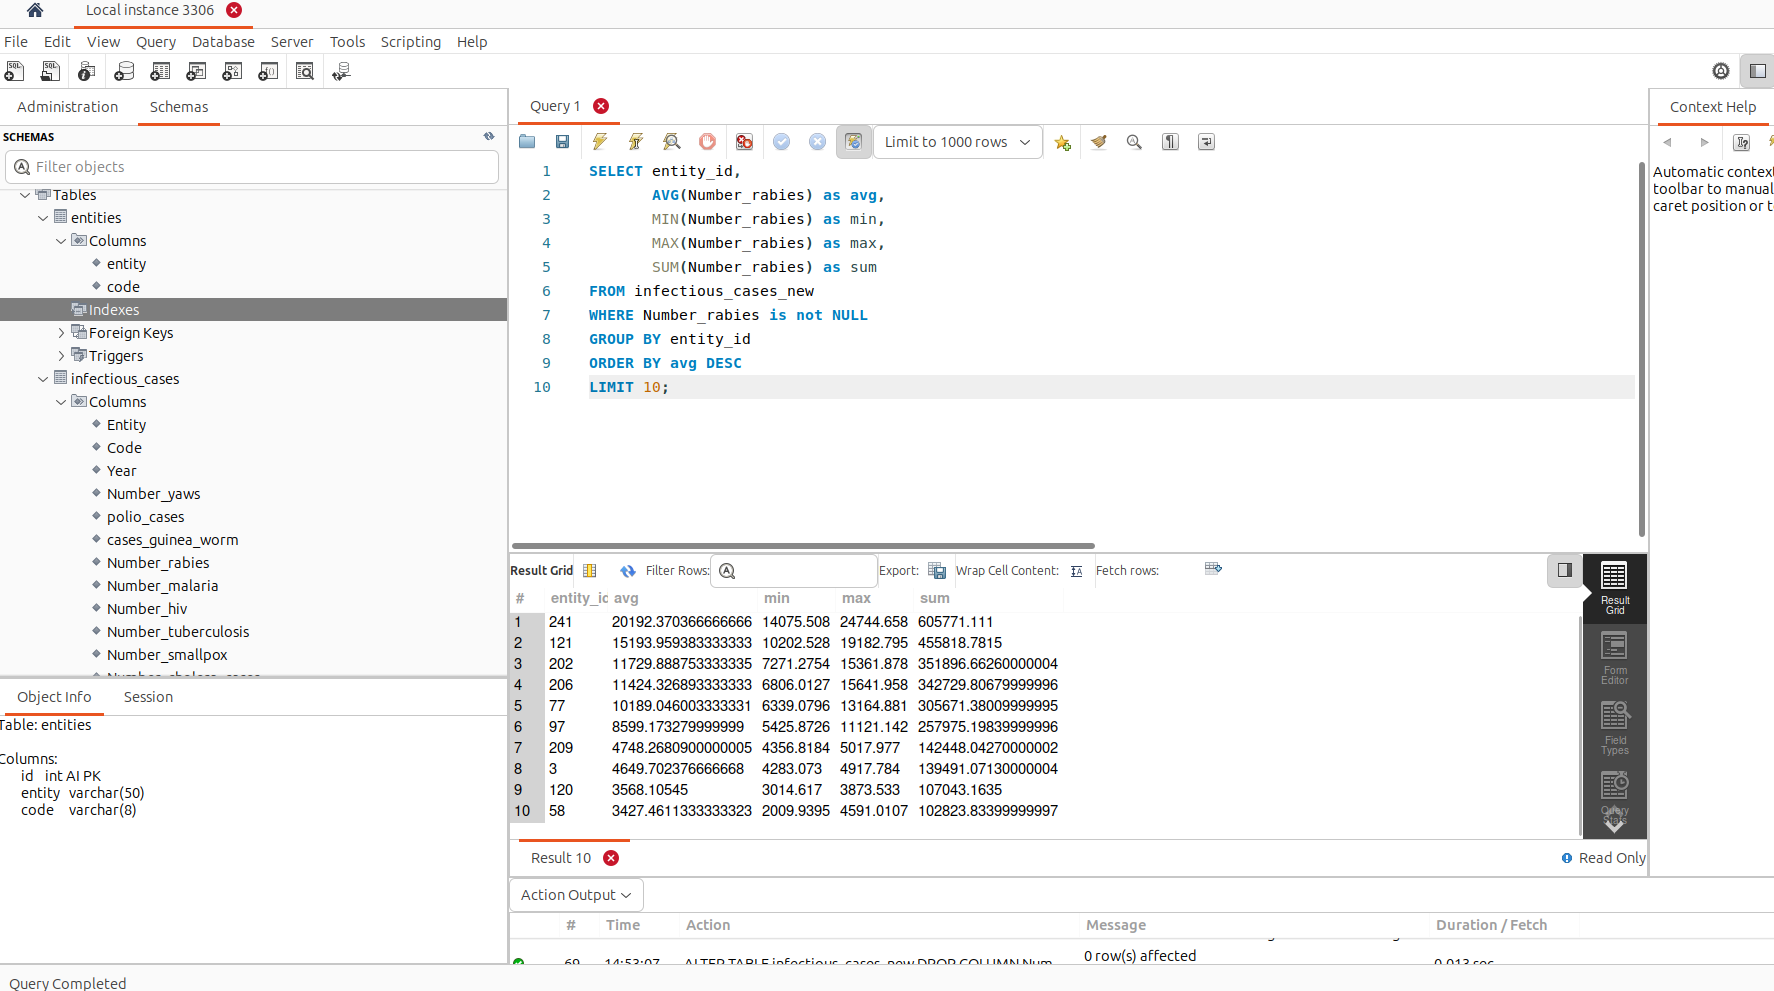 Local instance 3306
File Edit View Query Database Server Tools Scripting Help
Administration Schemas
SCHEMAS
Filter objects
Tables
entities
Columns
entity
code
Indexes
Foreign Keys
Triggers
infectious_cases
Columns
Entity
Code
Year
Number_yaws
polio_cases
cases_guinea_worm
Number_rabies
Number_malaria
Number_hiv
Number_tuberculosis
Number_smallpox
Object Info Session
Table: entities
Columns:
id int AI PK
entity varchar(50)
code varchar(8)
Query 1
Limit to 1000 rows
1 SELECT entity_id,
2 AVG(Number_rabies) as avg,
3 MIN(Number_rabies) as min,
4 MAX(Number_rabies) as max,
5 SUM(Number_rabies) as sum
6 FROM infectious_cases_new
7 WHERE Number_rabies is not NULL
8 GROUP BY entity_id
9 ORDER BY avg DESC
10 LIMIT 10;
Result Grid Filter Rows: Export: Wrap Cell Content: Fetch rows:
# entity_id avg min max sum
1 241 20192.370366666666 14075.508 24744.658 605771.111
2 121 15193.959383333333 10202.528 19182.795 455818.7815
3 202 11729.888753333335 7271.2754 15361.878 351896.66260000004
4 206 11424.326893333333 6806.0127 15641.958 342729.80679999996
5 77 10189.046003333331 6339.0796 13164.881 305671.38009999995
6 97 8599.173279999999 5425.8726 11121.142 257975.19839999996
7 209 4748.2680900000005 4356.8184 5017.977 142448.04270000002
8 3 4649.702376666668 4283.073 4917.784 139491.07130000004
9 120 3568.10545 3014.617 3873.533 107043.1635
10 58 3427.4611333333323 2009.9395 4591.0107 102823.83399999997
Result Grid
Form Editor
Field Types
Query Stats
Result 10
Read Only
Context Help
Automatic context
toolbar to manual
caret position or t
Action Output
# Time Action Message Duration / Fetch
69 14:53:07 ALTER TABLE infectious_cases_new DROP COLUMN Num 0 row(s) affected 0.013 sec
Query Completed